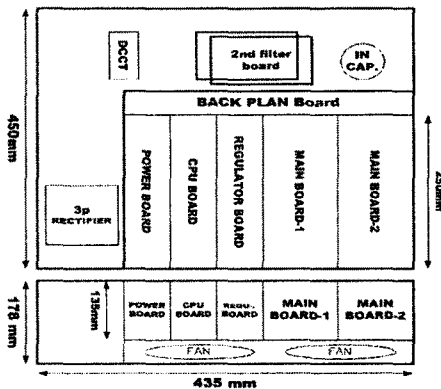 DCCT
2nd filter
board
IN
CAP.
BACK PLAN Board
450mm
POWER BOARD
CPU BOARD
REGULATOR BOARD
MAIN BOARD-1
MAIN BOARD-2
250mm
3p
RECTIFIER
178 mm
135mm
POWER
BOARD
CPU
BOARD
REGU-
BOARD
MAIN
BOARD-1
MAIN
BOARD-2
FAN
FAN
435 mm